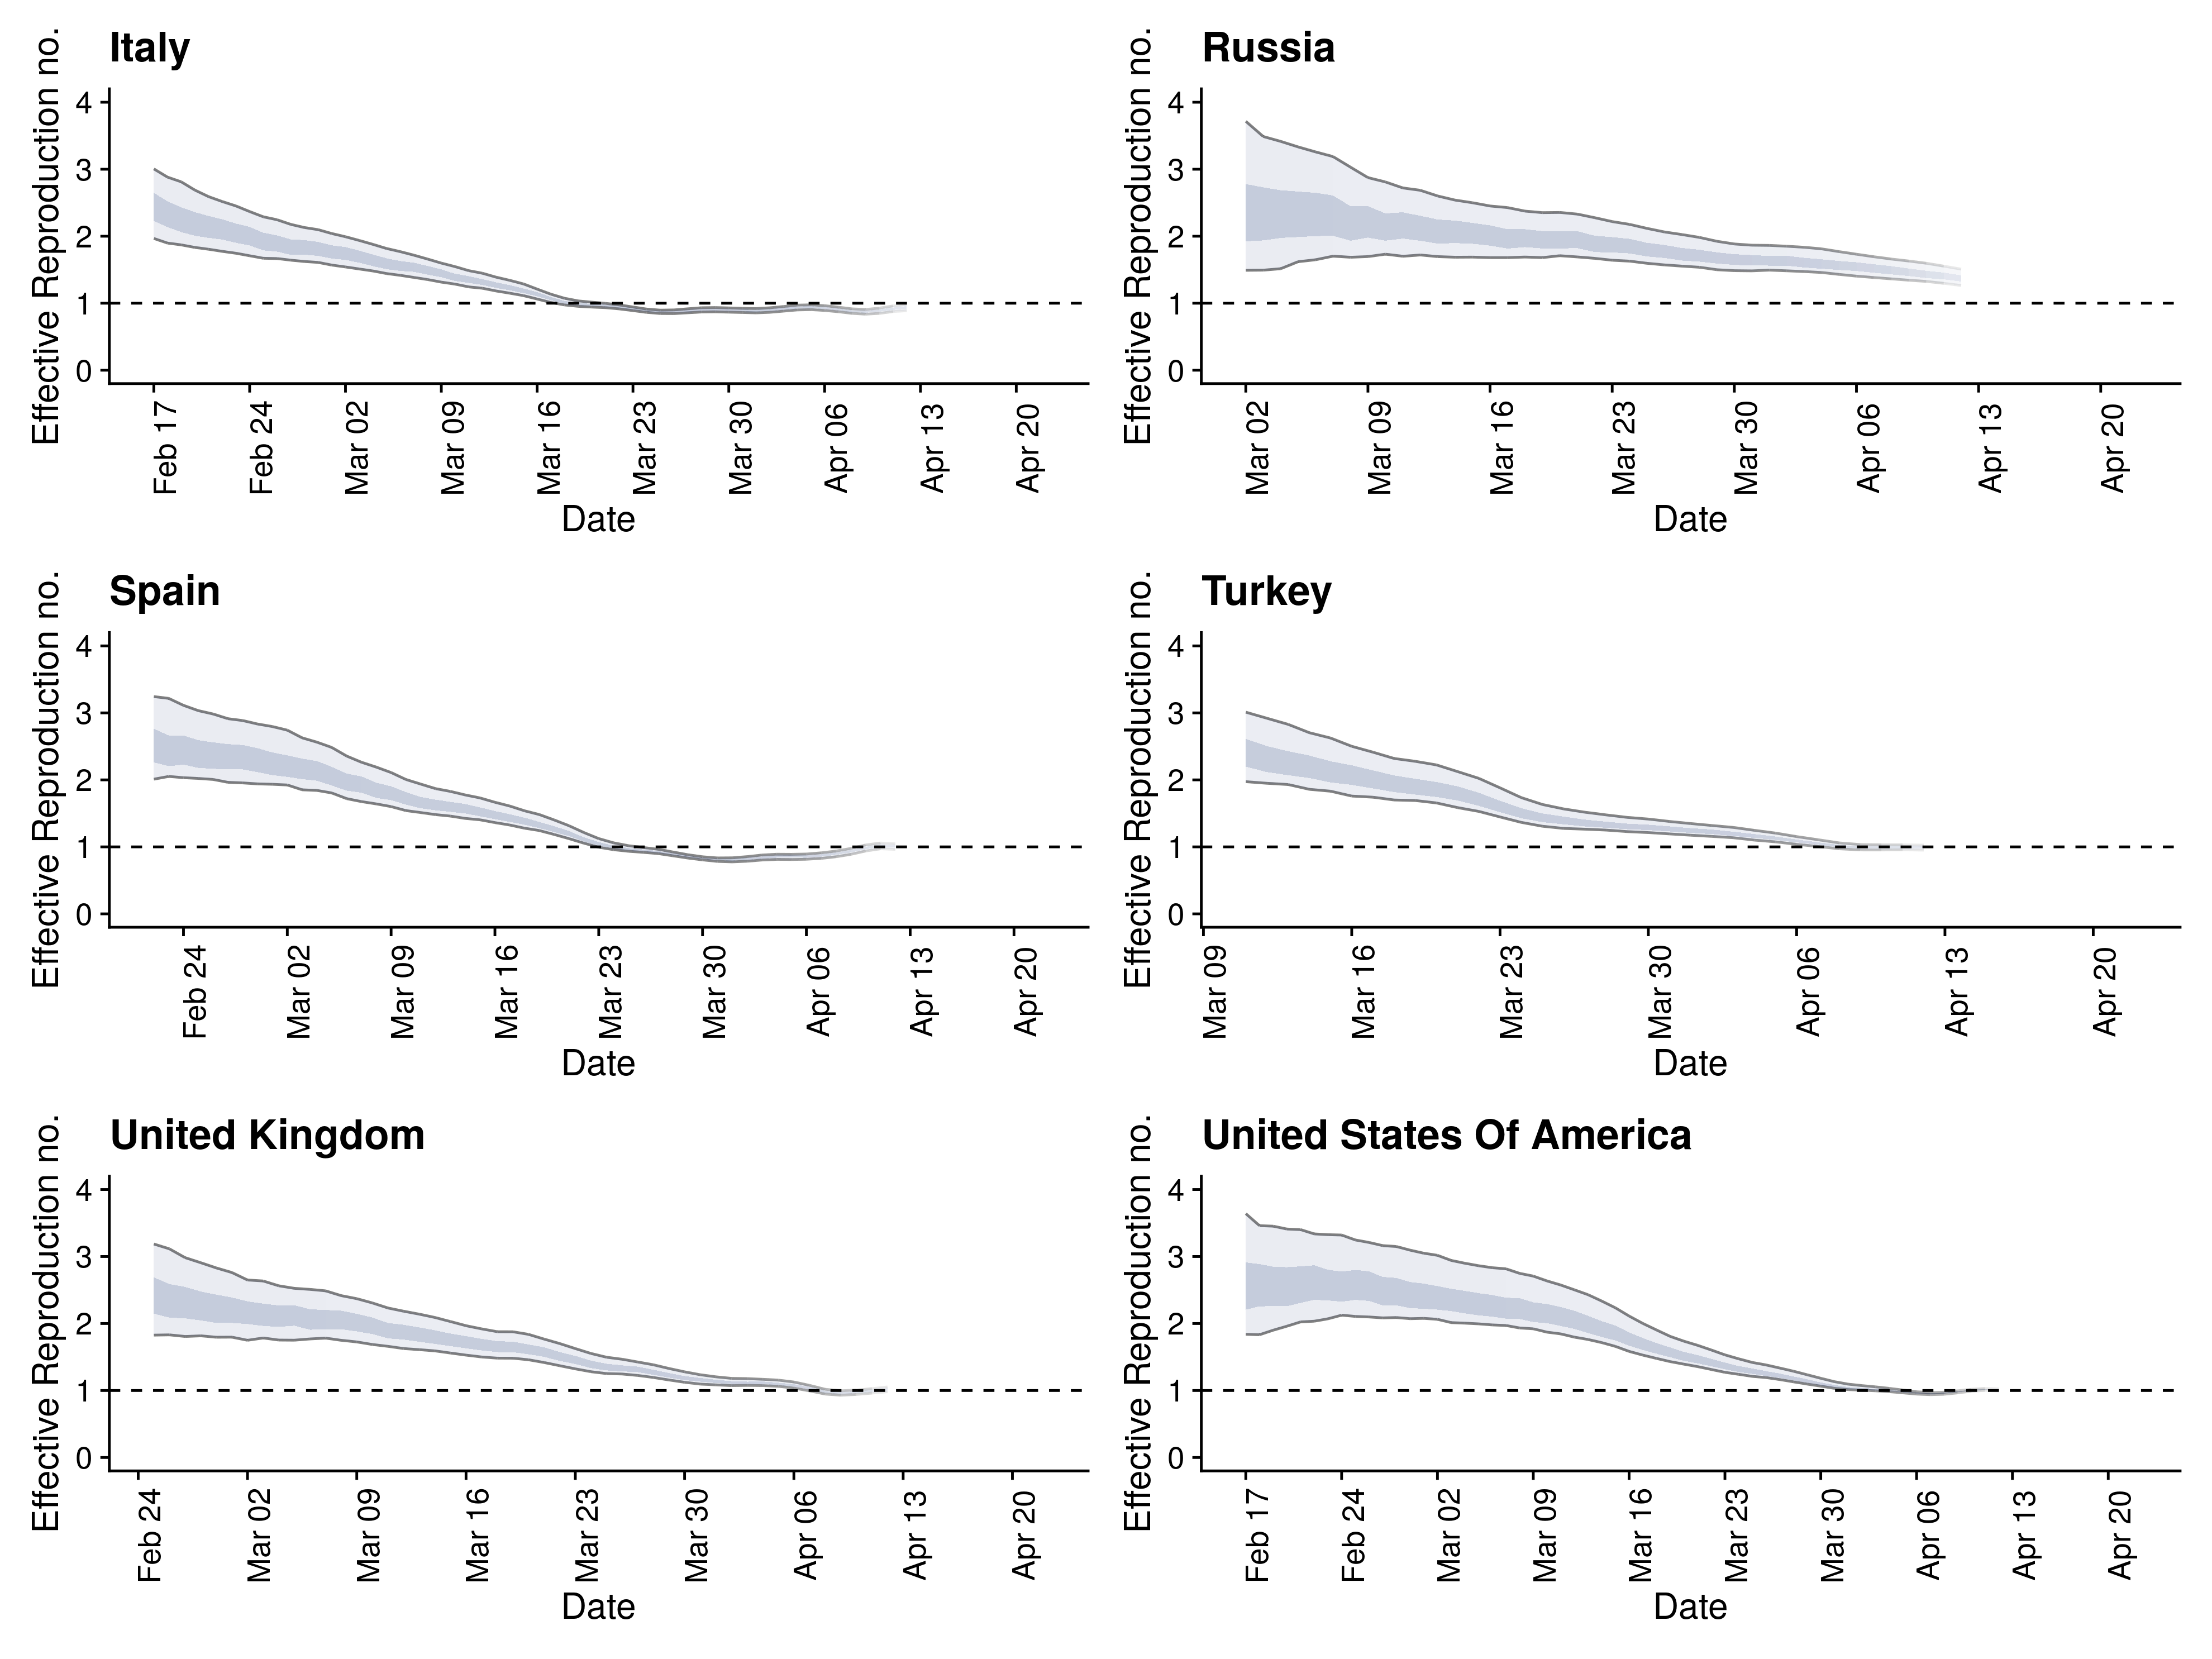 Italy
Effective Reproduction no.
4
3
2
1
0
Feb 17
Feb 24
Mar 02
Mar 09
Mar 16
Mar 23
Mar 30
Apr 06
Apr 13
Apr 20
Date
Russia
Effective Reproduction no.
4
3
2
1
0
Mar 02
Mar 09
Mar 16
Mar 23
Mar 30
Apr 06
Apr 13
Apr 20
Date
Spain
Effective Reproduction no.
4
3
2
1
0
Feb 24
Mar 02
Mar 09
Mar 16
Mar 23
Mar 30
Apr 06
Apr 13
Apr 20
Date
Turkey
Effective Reproduction no.
4
3
2
1
0
Mar 09
Mar 16
Mar 23
Mar 30
Apr 06
Apr 13
Apr 20
Date
United Kingdom
Effective Reproduction no.
4
3
2
1
0
Feb 24
Mar 02
Mar 09
Mar 16
Mar 23
Mar 30
Apr 06
Apr 13
Apr 20
Date
United States Of America
Effective Reproduction no.
4
3
2
1
0
Feb 17
Feb 24
Mar 02
Mar 09
Mar 16
Mar 23
Mar 30
Apr 06
Apr 13
Apr 20
Date